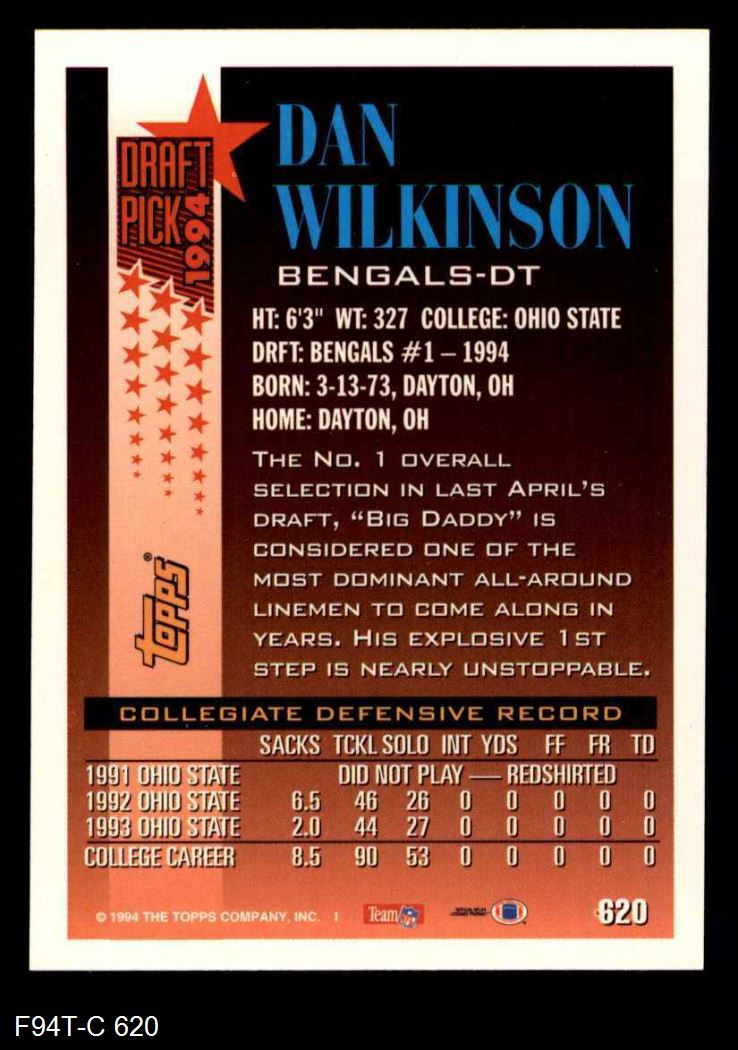 DRAFT
PICK
1994
DAN
WILKINSON
BENGALS-DT
HT: 6'3" WT: 327 COLLEGE: OHIO STATE
DRFT: BENGALS #1 – 1994
BORN: 3-13-73, DAYTON, OH
HOME: DAYTON, OH
THE NO. 1 OVERALL
SELECTION IN LAST APRIL'S
DRAFT, "BIG DADDY" IS
CONSIDERED ONE OF THE
MOST DOMINANT ALL-AROUND
LINEMEN TO COME ALONG IN
YEARS. HIS EXPLOSIVE 1ST
STEP IS NEARLY UNSTOPPABLE.
Topps®
COLLEGIATE DEFENSIVE RECORD
SACKS TCKL SOLO INT YDS FF FR TD
1991 OHIO STATE DID NOT PLAY — REDSHIRTED
1992 OHIO STATE 6.5 46 26 0 0 0 0 0
1993 OHIO STATE 2.0 44 27 0 0 0 0 0
COLLEGE CAREER 8.5 90 53 0 0 0 0 0
© 1994 THE TOPPS COMPANY, INC. I Team NFL 620
F94T-C 620